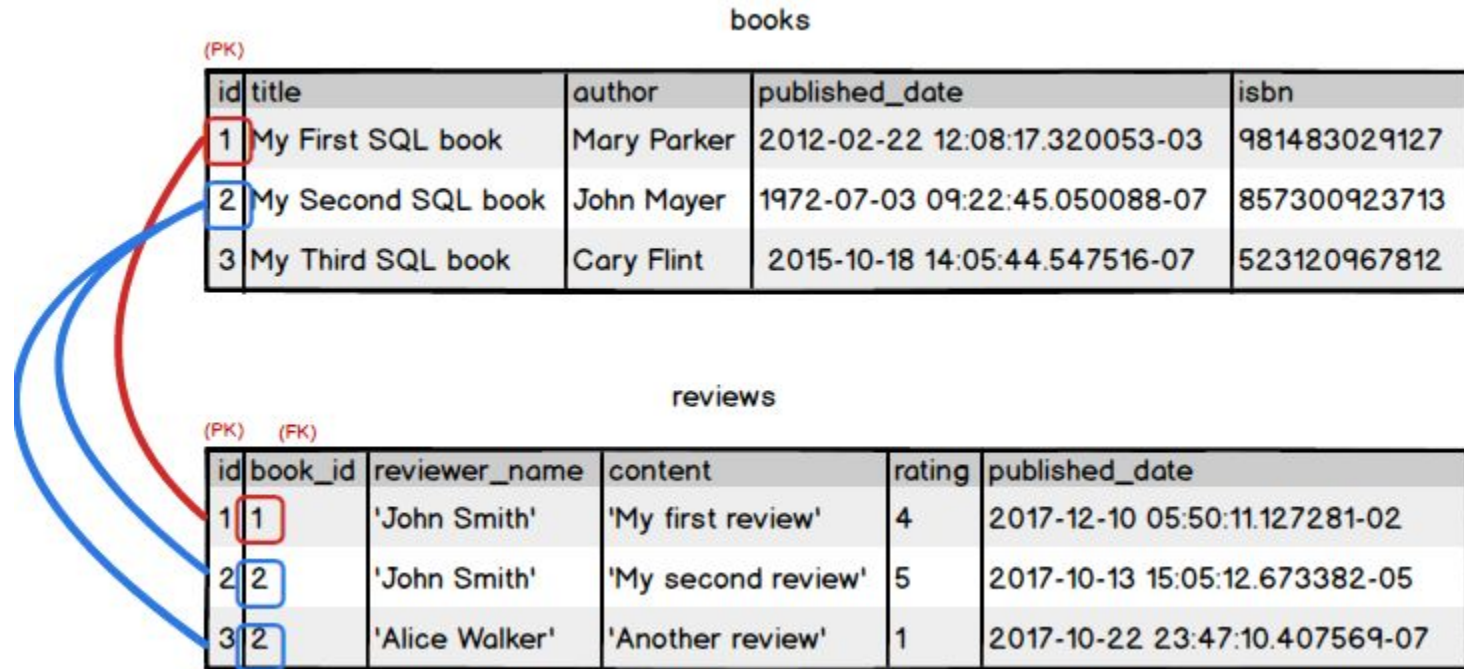 books
(PK)
id title author published_date isbn
1 My First SQL book Mary Parker 2012-02-22 12:08:17.320053-03 981483029127
2 My Second SQL book John Mayer 1972-07-03 09:22:45.050088-07 857300923713
3 My Third SQL book Cary Flint 2015-10-18 14:05:44.547516-07 523120967812
reviews
(PK) (FK)
id book_id reviewer_name content rating published_date
1 1 'John Smith' 'My first review' 4 2017-12-10 05:50:11.127281-02
2 2 'John Smith' 'My second review' 5 2017-10-13 15:05:12.673382-05
3 2 'Alice Walker' 'Another review' 1 2017-10-22 23:47:10.407569-07